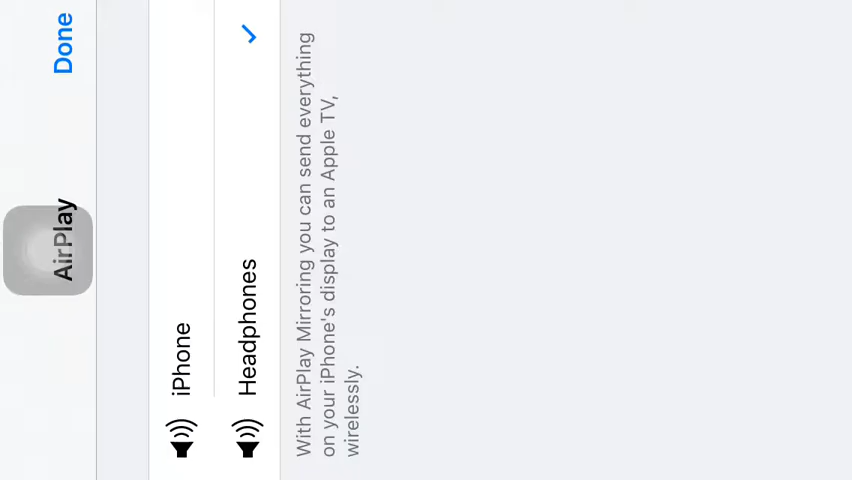 AirPlay
Done
iPhone
Headphones
With AirPlay Mirroring you can send everything
on your iPhone's display to an Apple TV,
wirelessly.